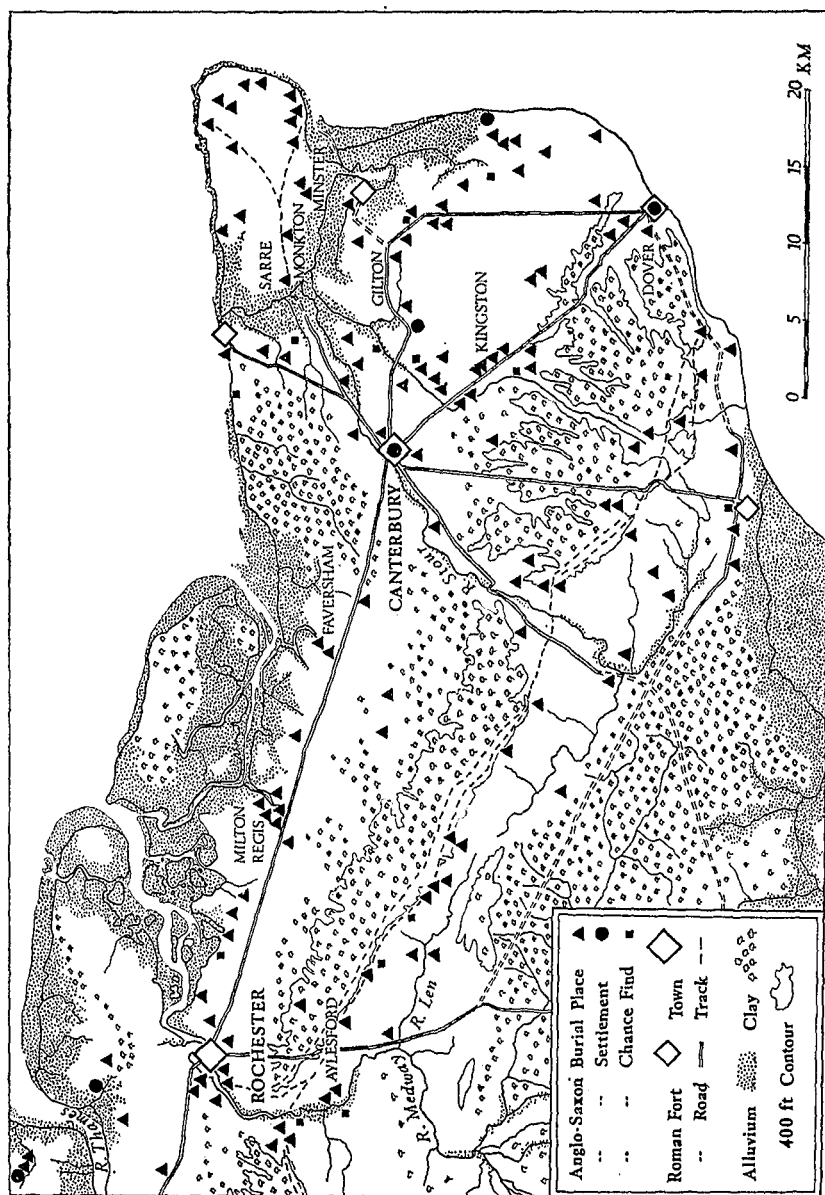 R. Thames
ROCHESTER
AYLESFORD
R. Medway
R. Len
MILTON
REGIS
FAVERSHAM
CANTERBURY
R. Stour
SARRE
MONKTON
MINSTER
GILTON
KINGSTON
DOVER
0 5 10 15 20
KM
Anglo-Saxon Burial Place
-- Settlement
-- Chance Find
Roman Fort Town
-- Road Track
Alluvium Clay
400 ft Contour